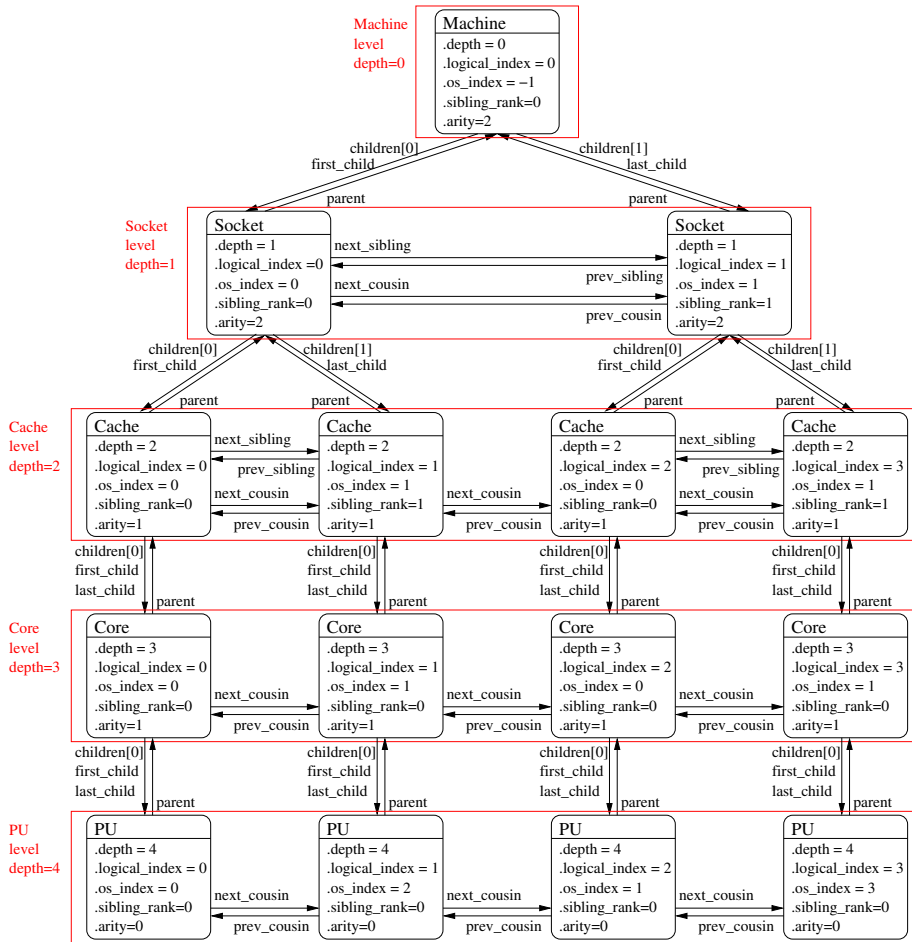 Machine
level
depth=0
Machine
.depth = 0
.logical_index = 0
.os_index = −1
.sibling_rank=0
.arity=2
children[0]
first_child
parent
children[1]
last_child
parent
Socket
level
depth=1
Socket
.depth = 1
.logical_index =0
.os_index = 0
.sibling_rank=0
.arity=2
next_sibling
prev_sibling
next_cousin
prev_cousin
Socket
.depth = 1
.logical_index = 1
.os_index = 1
.sibling_rank=1
.arity=2
children[0]
first_child
parent
children[1]
last_child
parent
children[0]
first_child
parent
children[1]
last_child
parent
Cache
level
depth=2
Cache
.depth = 2
.logical_index = 0
.os_index = 0
.sibling_rank=0
.arity=1
next_sibling
prev_sibling
next_cousin
prev_cousin
Cache
.depth = 2
.logical_index = 1
.os_index = 1
.sibling_rank=1
.arity=1
next_cousin
prev_cousin
Cache
.depth = 2
.logical_index = 2
.os_index = 0
.sibling_rank=0
.arity=1
next_sibling
prev_sibling
next_cousin
prev_cousin
Cache
.depth = 2
.logical_index = 3
.os_index = 1
.sibling_rank=1
.arity=1
children[0]
first_child
last_child
parent
children[0]
first_child
last_child
parent
children[0]
first_child
last_child
parent
children[0]
first_child
last_child
parent
Core
level
depth=3
Core
.depth = 3
.logical_index = 0
.os_index = 0
.sibling_rank=0
.arity=1
next_cousin
prev_cousin
Core
.depth = 3
.logical_index = 1
.os_index = 1
.sibling_rank=0
.arity=1
next_cousin
prev_cousin
Core
.depth = 3
.logical_index = 2
.os_index = 0
.sibling_rank=0
.arity=1
next_cousin
prev_cousin
Core
.depth = 3
.logical_index = 3
.os_index = 1
.sibling_rank=0
.arity=1
children[0]
first_child
last_child
parent
children[0]
first_child
last_child
parent
children[0]
first_child
last_child
parent
children[0]
first_child
last_child
parent
PU
level
depth=4
PU
.depth = 4
.logical_index = 0
.os_index = 0
.sibling_rank=0
.arity=0
next_cousin
prev_cousin
PU
.depth = 4
.logical_index = 1
.os_index = 2
.sibling_rank=0
.arity=0
next_cousin
prev_cousin
PU
.depth = 4
.logical_index = 2
.os_index = 1
.sibling_rank=0
.arity=0
next_cousin
prev_cousin
PU
.depth = 4
.logical_index = 3
.os_index = 3
.sibling_rank=0
.arity=0